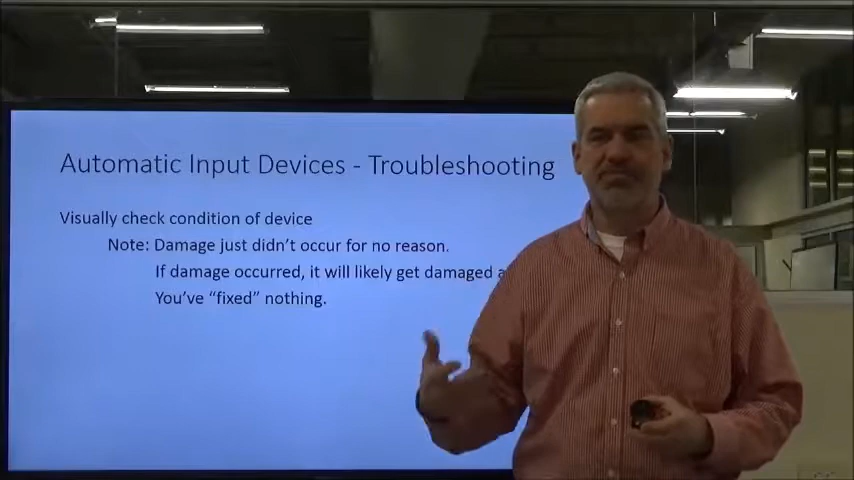 Automatic Input Devices - Troubleshooting
Visually check condition of device
Note: Damage just didn't occur for no reason.
If damage occurred, it will likely get damaged
You've “fixed” nothing.